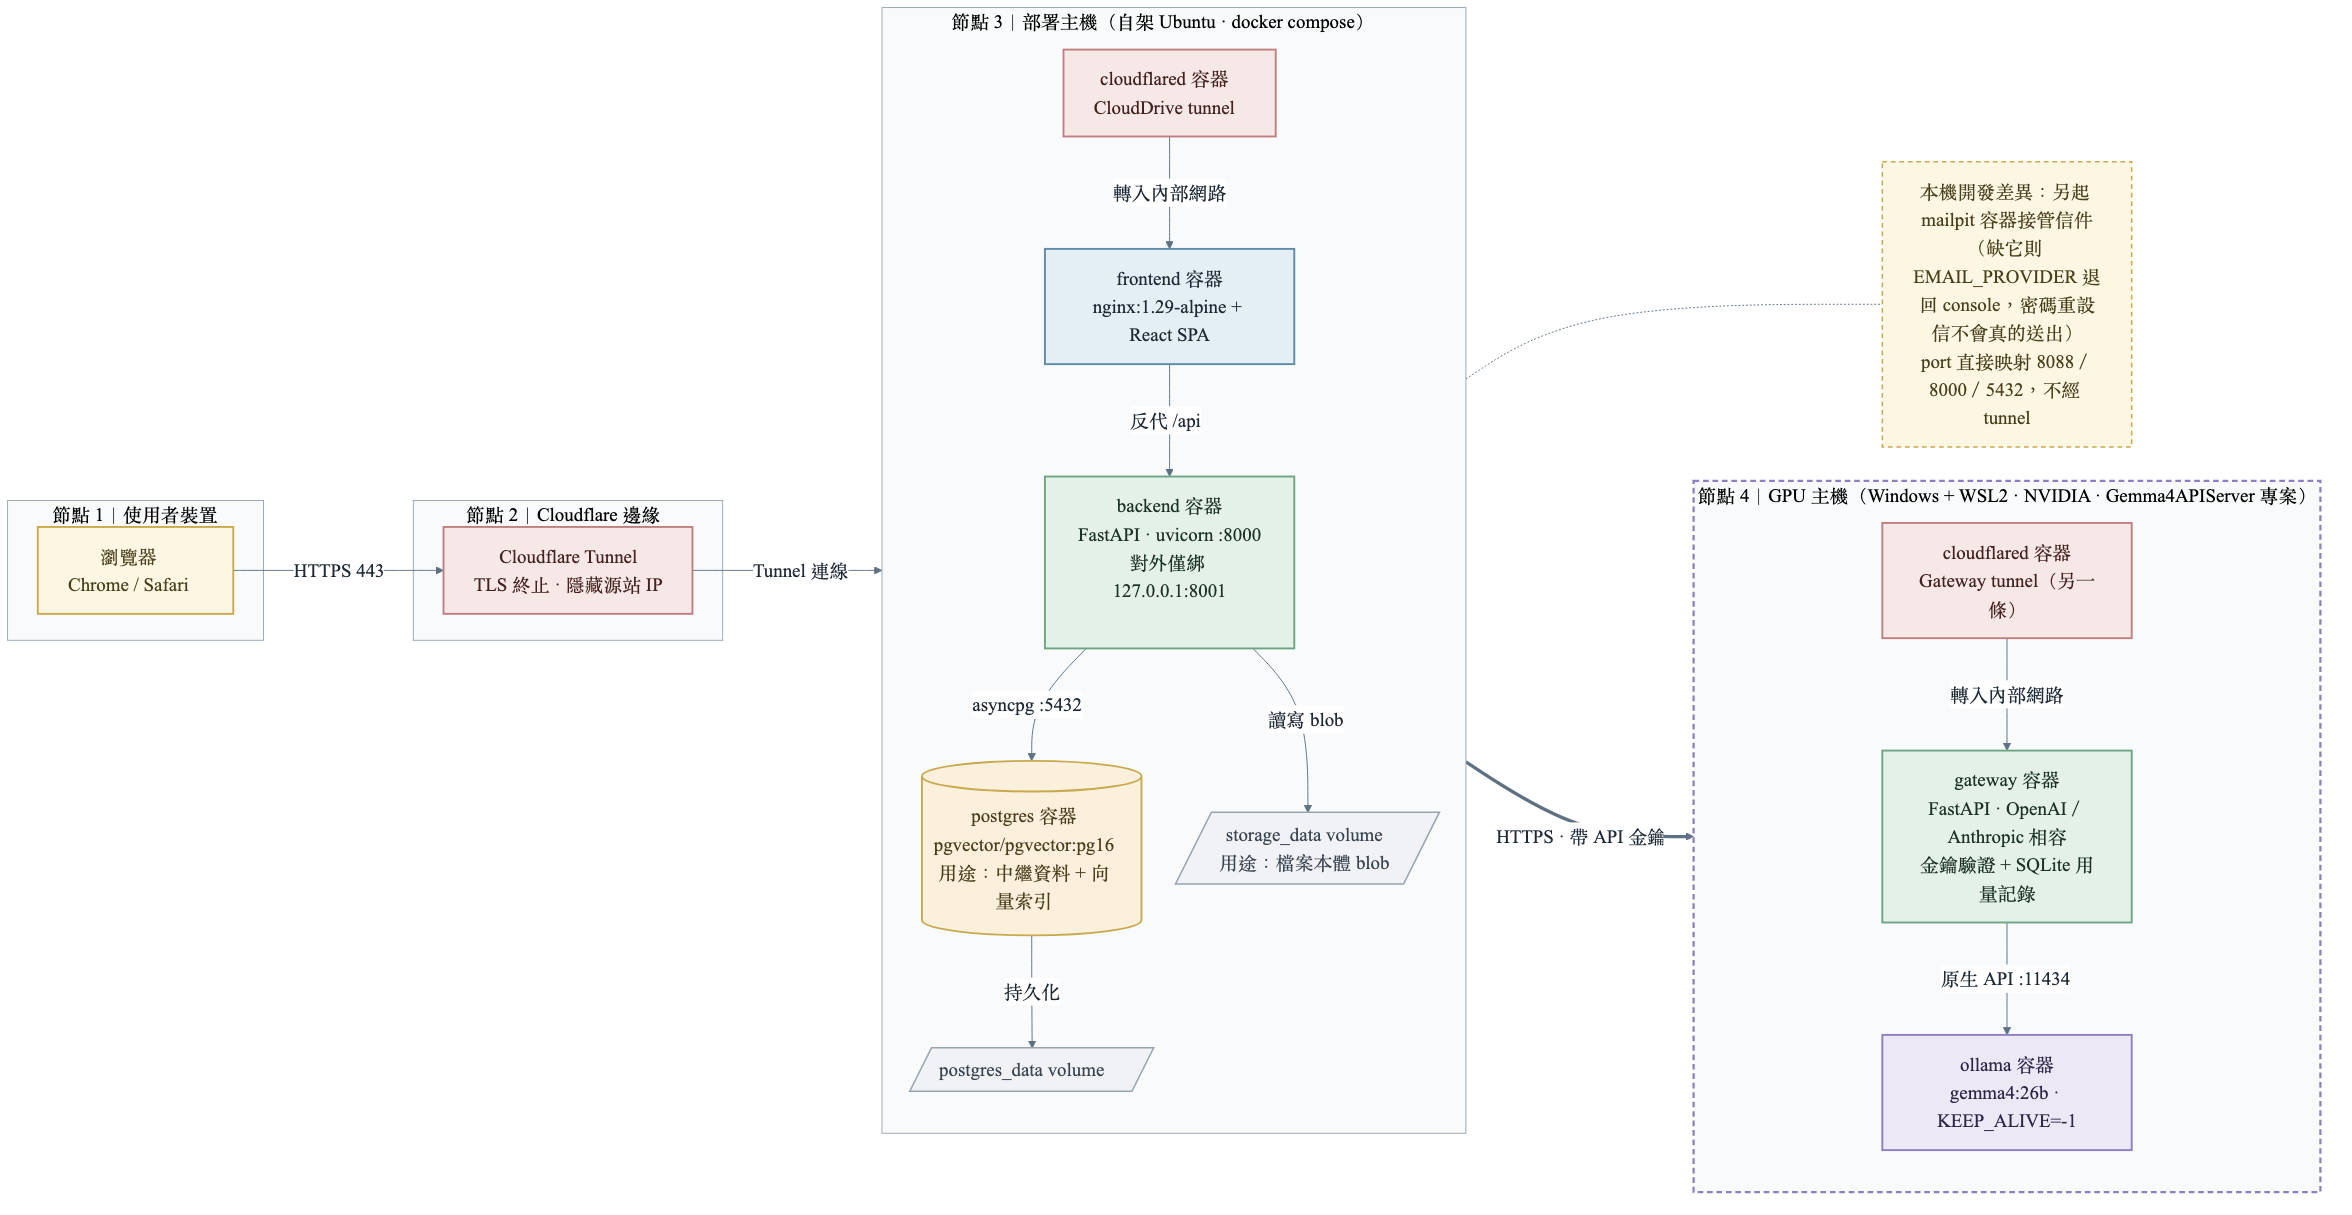 節點 1｜使用者裝置
瀏覽器
Chrome / Safari
HTTPS 443
節點 2｜Cloudflare 邊緣
Cloudflare Tunnel
TLS 終止 · 隱藏源站 IP
Tunnel 連線
節點 3｜部署主機（自架 Ubuntu · docker compose）
cloudflared 容器
CloudDrive tunnel
轉入內部網路
frontend 容器
nginx:1.29-alpine +
React SPA
反代 /api
backend 容器
FastAPI · uvicorn :8000
對外僅綁
127.0.0.1:8001
asyncpg :5432
讀寫 blob
postgres 容器
pgvector/pgvector:pg16
用途：中繼資料 + 向
量索引
storage_data volume
用途：檔案本體 blob
持久化
postgres_data volume
HTTPS · 帶 API 金鑰
本機開發差異：另起
mailpit 容器接管信件
（缺它則
EMAIL_PROVIDER 退
回 console，密碼重設
信不會真的送出）
port 直接映射 8088 /
8000 / 5432，不經
tunnel
節點 4｜GPU 主機（Windows + WSL2 · NVIDIA · Gemma4APIServer 專案）
cloudflared 容器
Gateway tunnel（另一
條）
轉入內部網路
gateway 容器
FastAPI · OpenAI /
Anthropic 相容
金鑰驗證 + SQLite 用
量記錄
原生 API :11434
ollama 容器
gemma4:26b ·
KEEP_ALIVE=-1